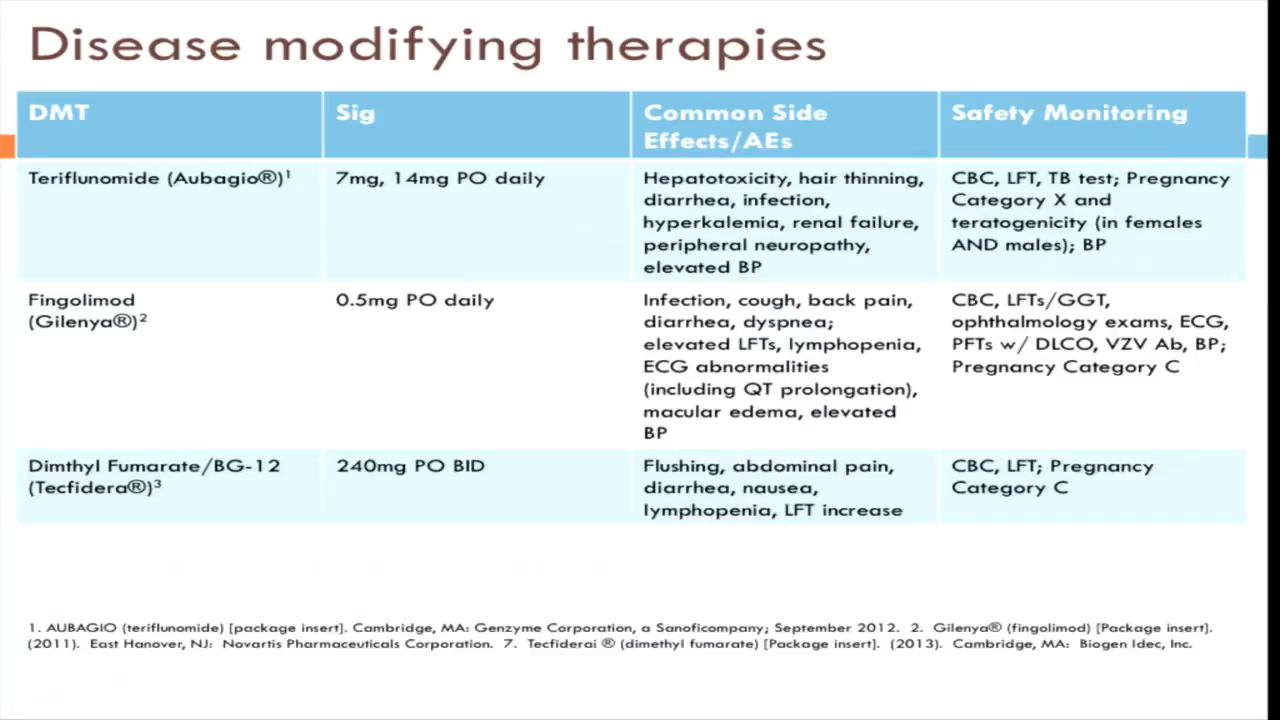 Disease modifying therapies
DMT
Sig
Common Side
Effects/AEs
Safety Monitoring
Teriflunomide (Aubagio®)¹
7mg, 14mg PO daily
Hepatotoxicity, hair thinning,
diarrhea, infection,
hyperkalemia, renal failure,
peripheral neuropathy,
elevated BP
CBC, LFT, TB test; Pregnancy
Category X and
teratogenicity (in females
AND males); BP
Fingolimod
(Gilenya®)²
0.5mg PO daily
Infection, cough, back pain,
diarrhea, dyspnea;
elevated LFTs, lymphopenia,
ECG abnormalities
(including QT prolongation),
macular edema, elevated
BP
CBC, LFTs/GGT,
ophthalmology exams, ECG,
PFTs w/ DLCO, VZV Ab, BP;
Pregnancy Category C
Dimthyl Fumarate/BG-12
(Tecfidera®)³
240mg PO BID
Flushing, abdominal pain,
diarrhea, nausea,
lymphopenia, LFT increase
CBC, LFT; Pregnancy
Category C
1. AUBAGIO (teriflunomide) [package insert]. Cambridge, MA: Genzyme Corporation, a Sanoficompany; September 2012. 2. Gilenya® (fingolimod) [Package insert].
(2011). East Hanover, NJ: Novartis Pharmaceuticals Corporation. 7. Tecfiderai ® (dimethyl fumarate) [Package insert]. (2013). Cambridge, MA: Biogen Idec, Inc.